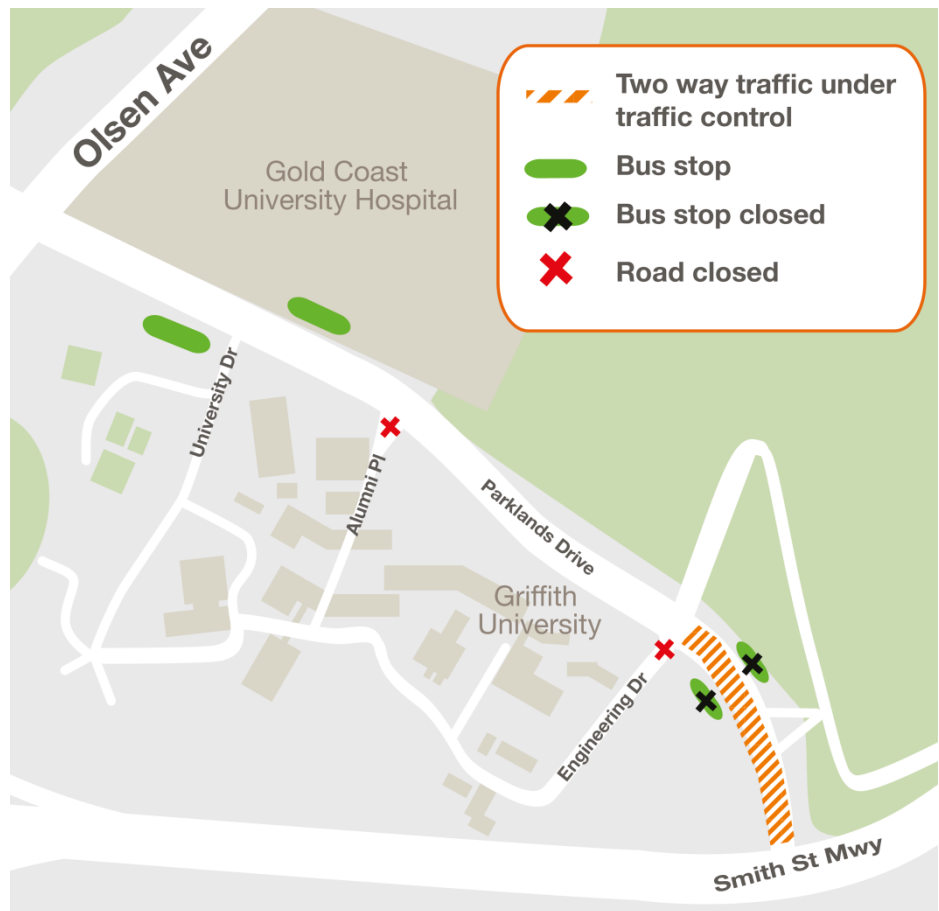 Olsen Ave
Gold Coast
University Hospital
Two way traffic under
traffic control
Bus stop
Bus stop closed
Road closed
University Dr
Alumni Pl
Parklands Drive
Griffith
University
Engineering Dr
Smith St Mwy